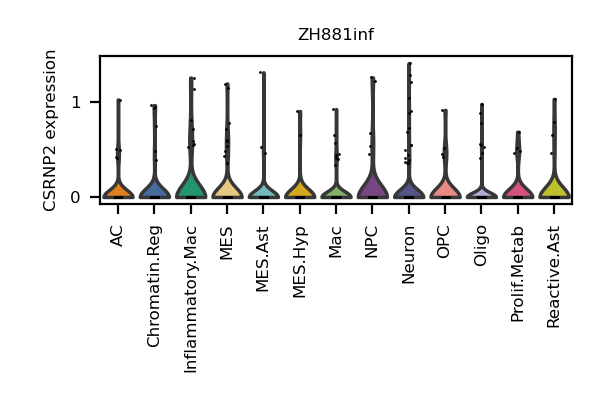 ZH881inf
CSRNP2 expression
1
0
AC
Chromatin.Reg
Inflammatory.Mac
MES
MES.Ast
MES.Hyp
Mac
NPC
Neuron
OPC
Oligo
Prolif.Metab
Reactive.Ast